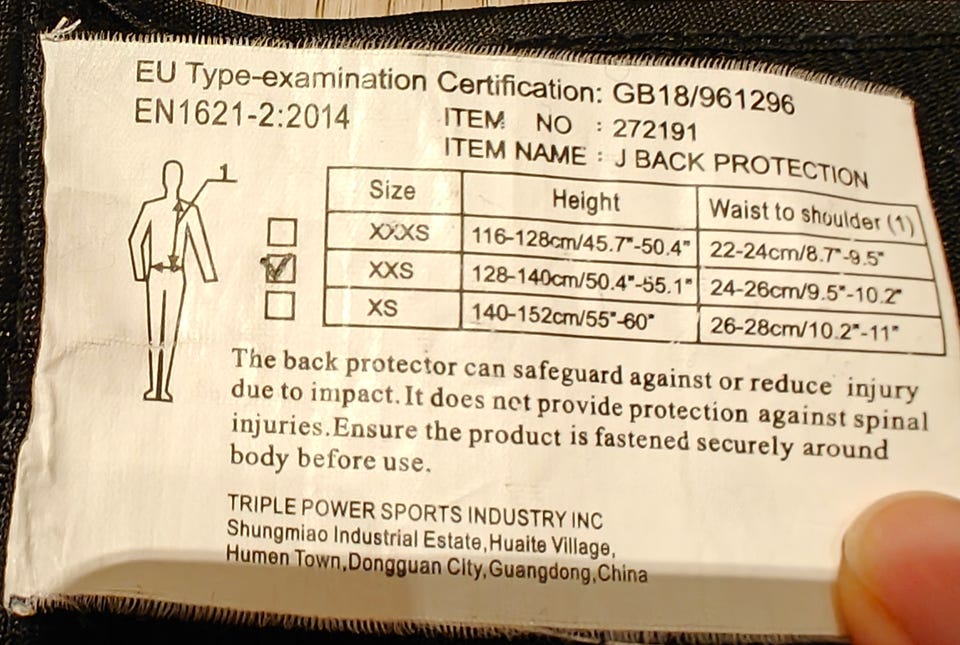 EU Type-examination Certification: GB18/961296
EN1621-2:2014
ITEM NO : 272191
ITEM NAME : J BACK PROTECTION
1
Size Height Waist to shoulder (1)
XXXS 116-128cm/45.7"-50.4" 22-24cm/8.7"-9.5"
XXS 128-140cm/50.4"-55.1" 24-26cm/9.5"-10.2"
XS 140-152cm/55"-60" 26-28cm/10.2"-11"
The back protector can safeguard against or reduce injury
due to impact.It does not provide protection against spinal
injuries.Ensure the product is fastened securely around
body before use.
TRIPLE POWER SPORTS INDUSTRY INC
Shungmiao Industrial Estate,Huaite Village,
Humen Town,Dongguan City,Guangdong,China